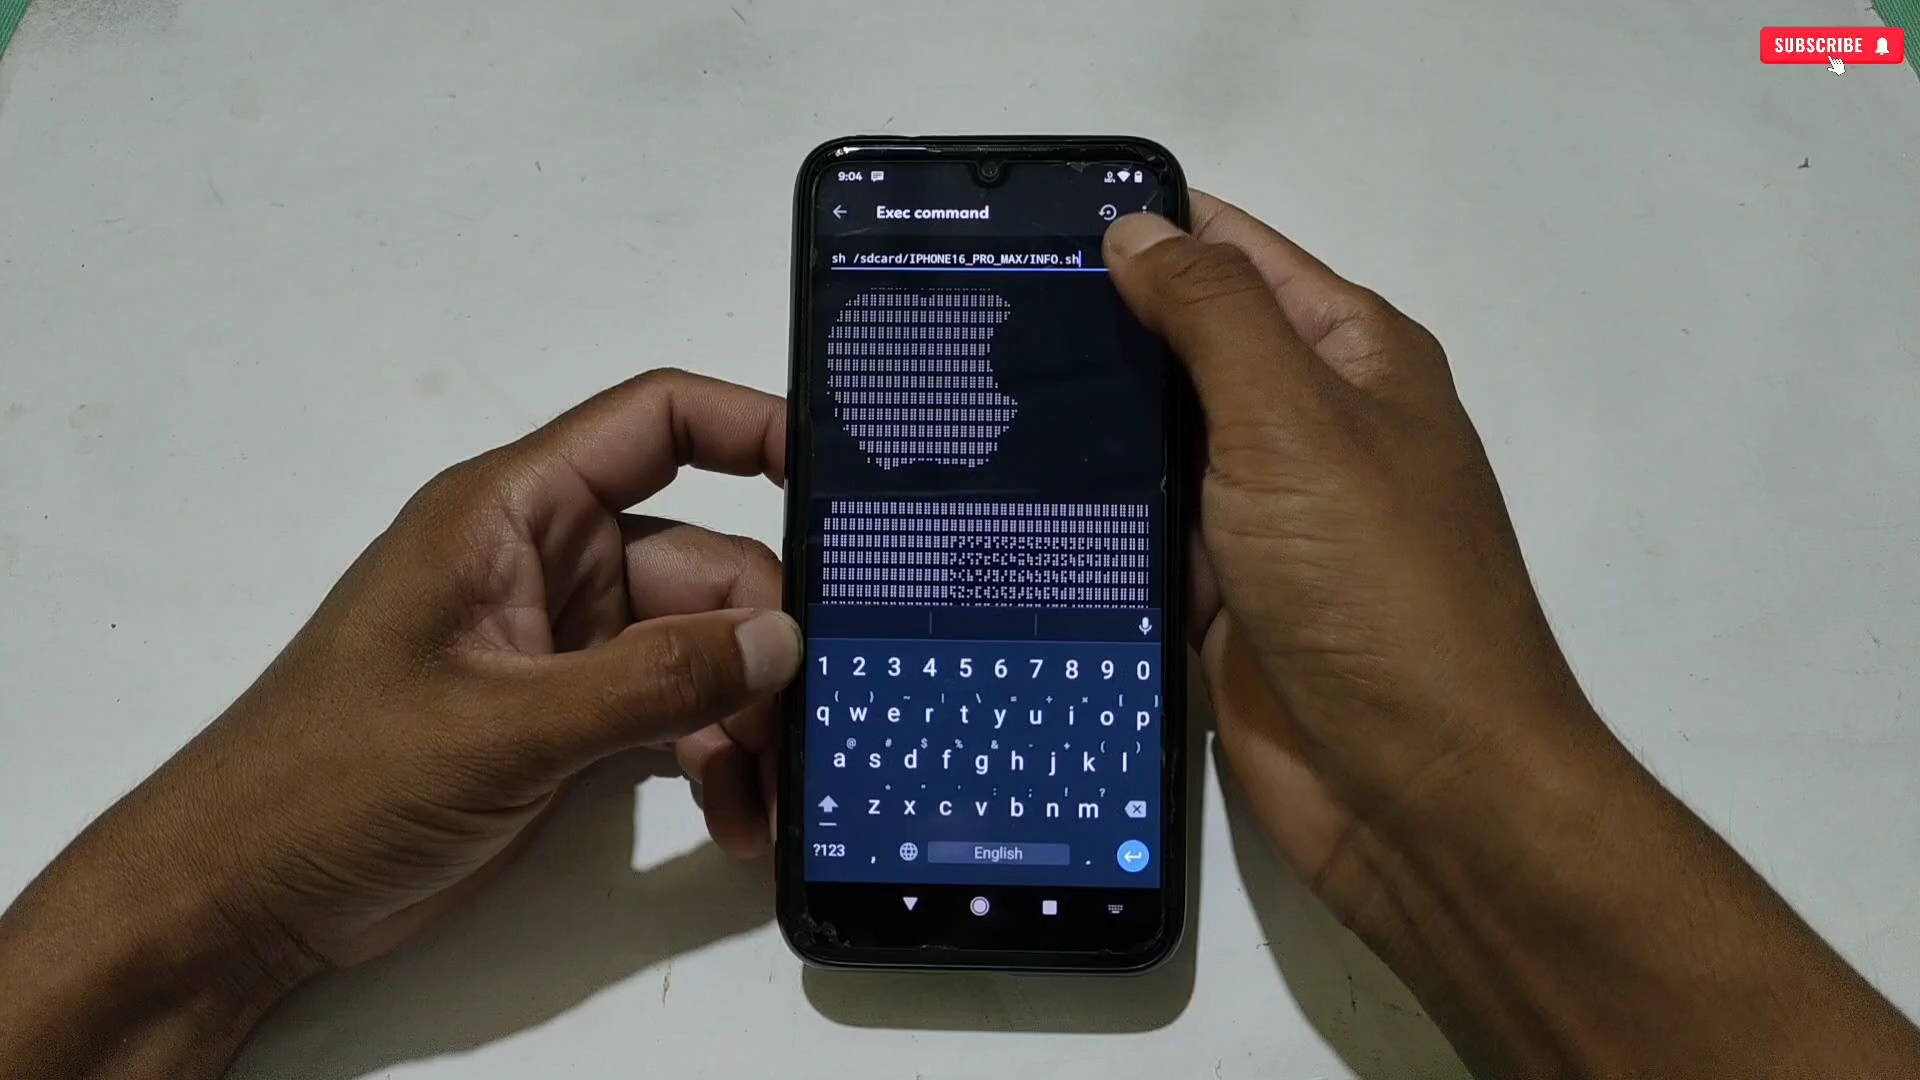 SUBSCRIBE
9:04
Exec command
sh /sdcard/IPHONE16_PRO_MAX/INFO.sh
1 2 3 4 5 6 7 8 9 0
q w e r t y u i o p
a s d f g h j k l
z x c v b n m
?123 , English .